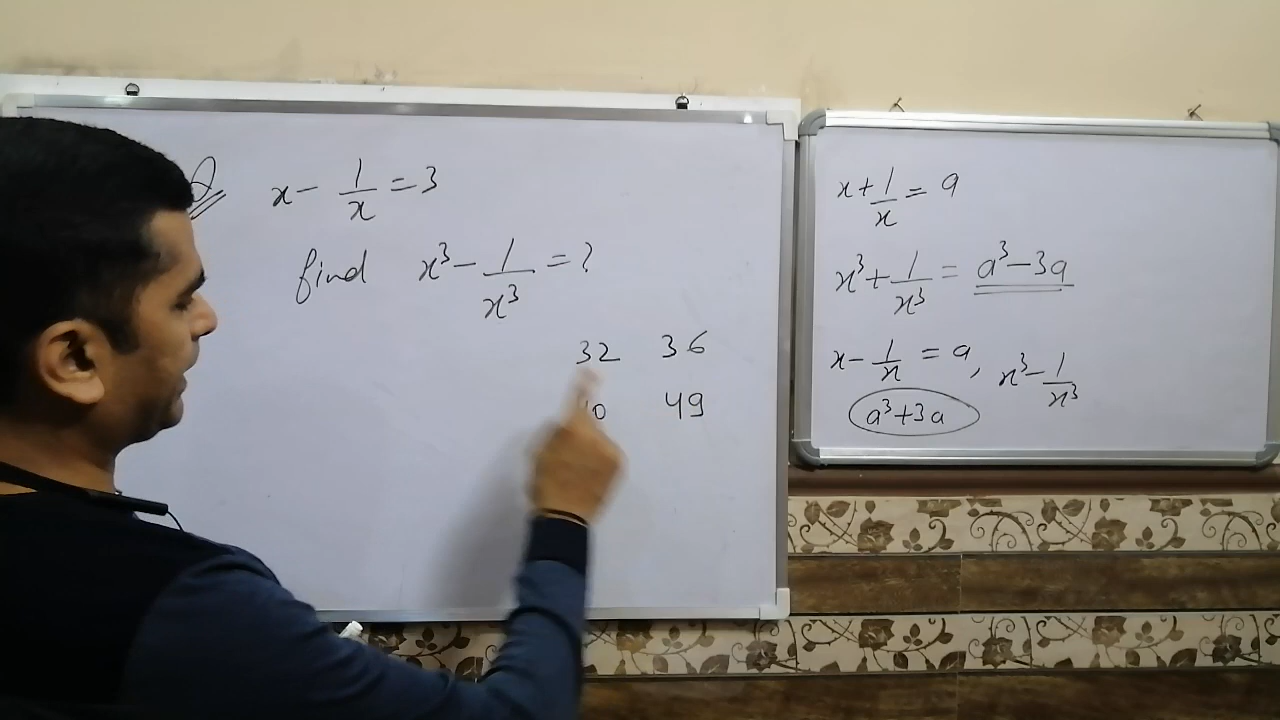 Q x - 1/x = 3
find x³ - 1/x³ = ?
32 36
49
x + 1/x = a
x³ + 1/x³ = a³ - 3a
x - 1/x = a, x³ - 1/x³
a³ + 3a